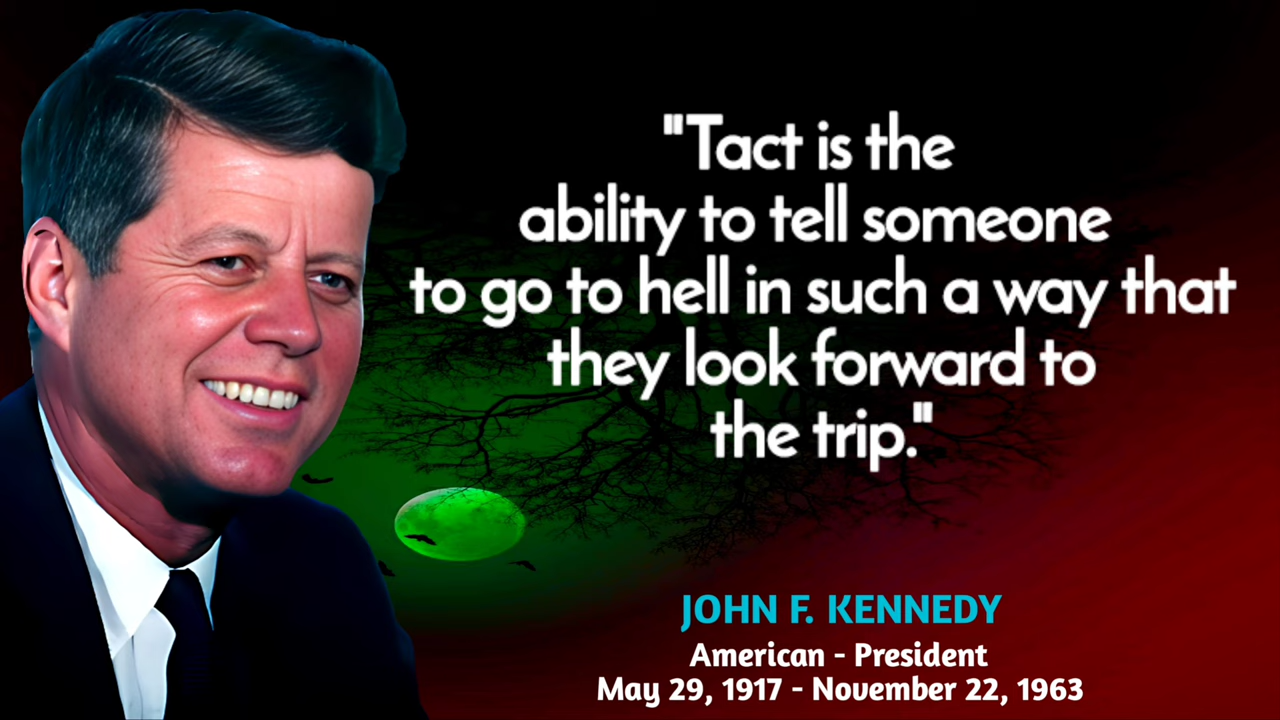 "Tact is the
ability to tell someone
to go to hell in such a way that
they look forward to
the trip."
JOHN F. KENNEDY
American - President
May 29, 1917 - November 22, 1963